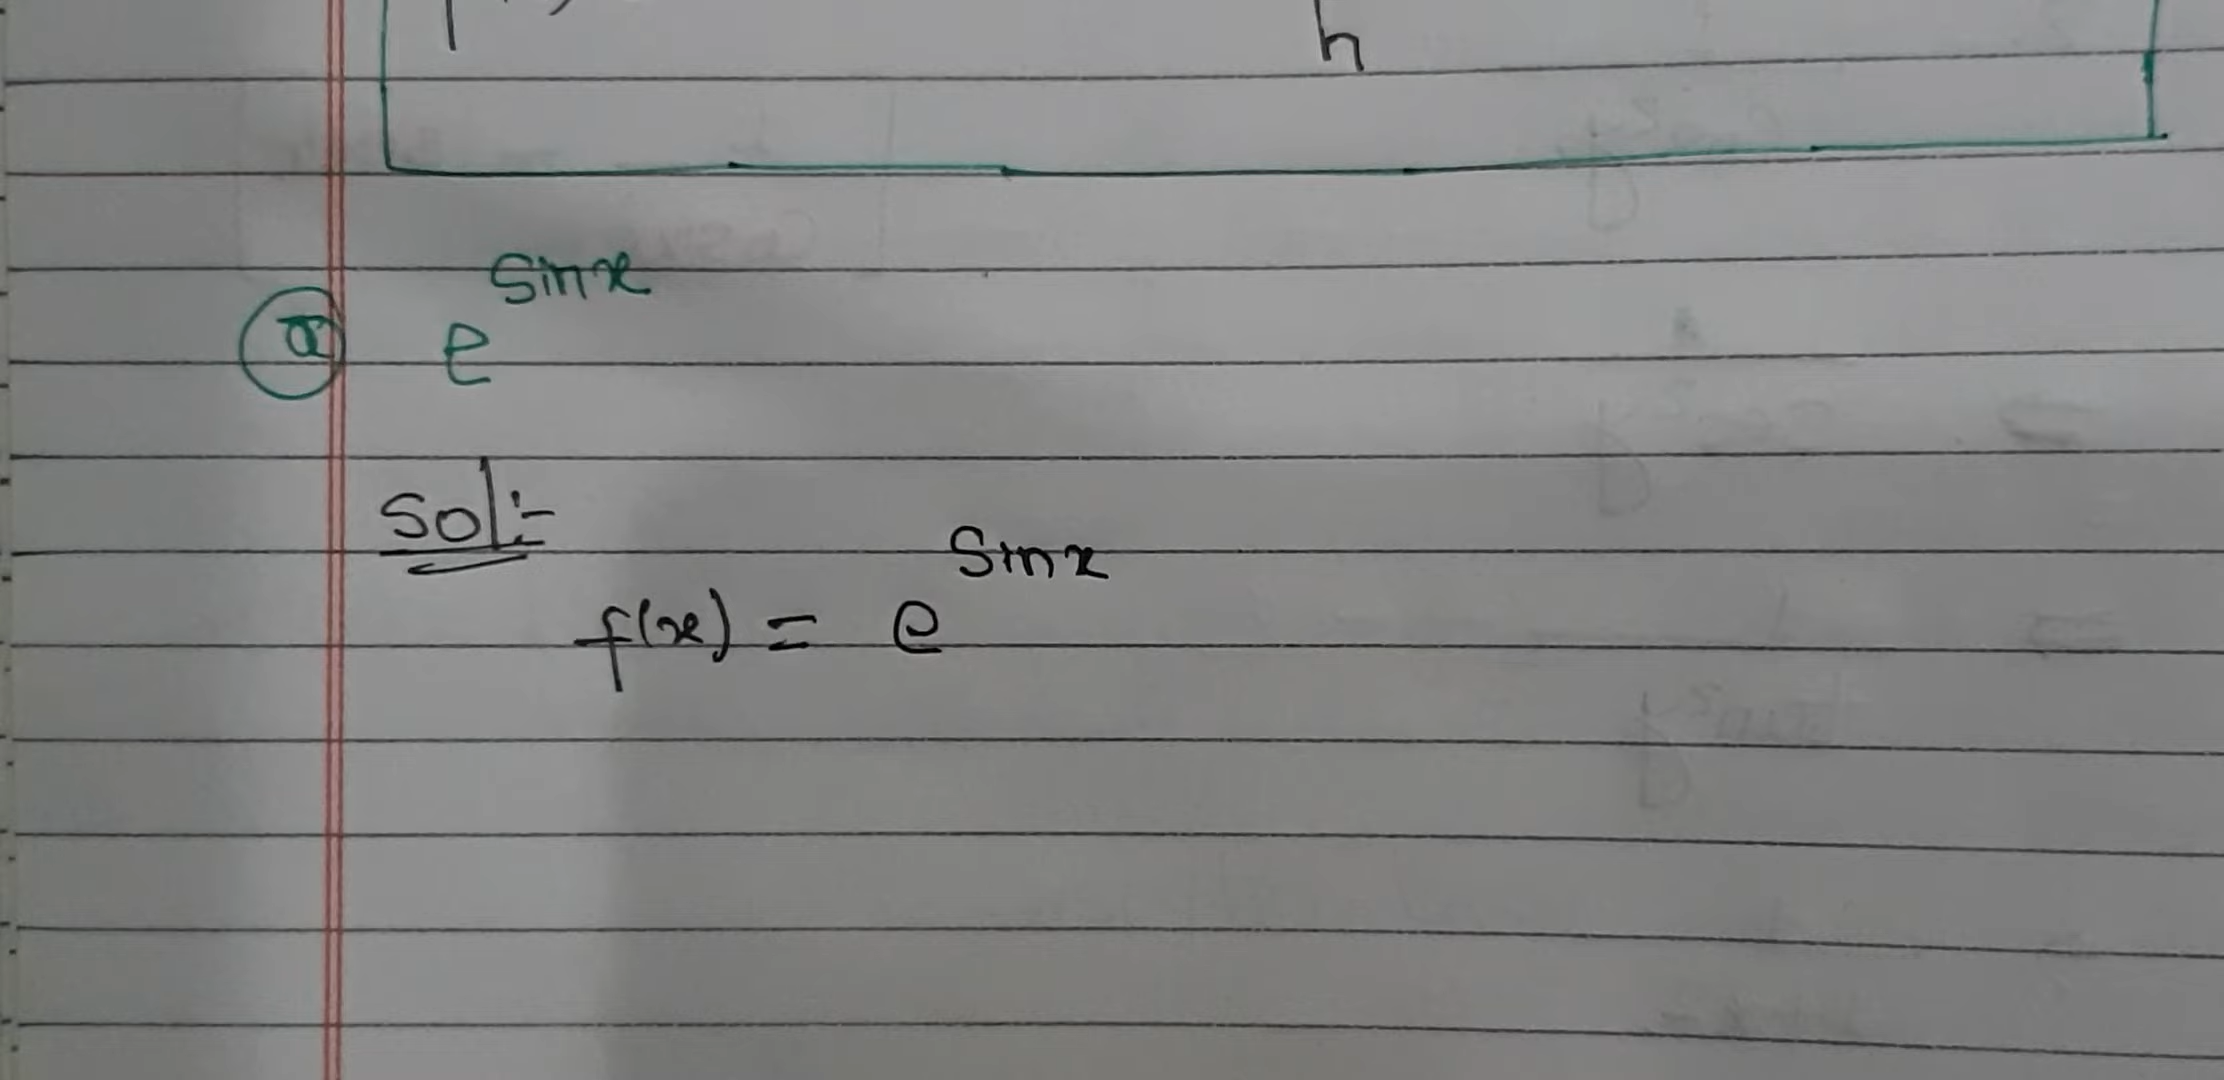 h
e^sinx
Sol:-
f(x) = e^Sinx